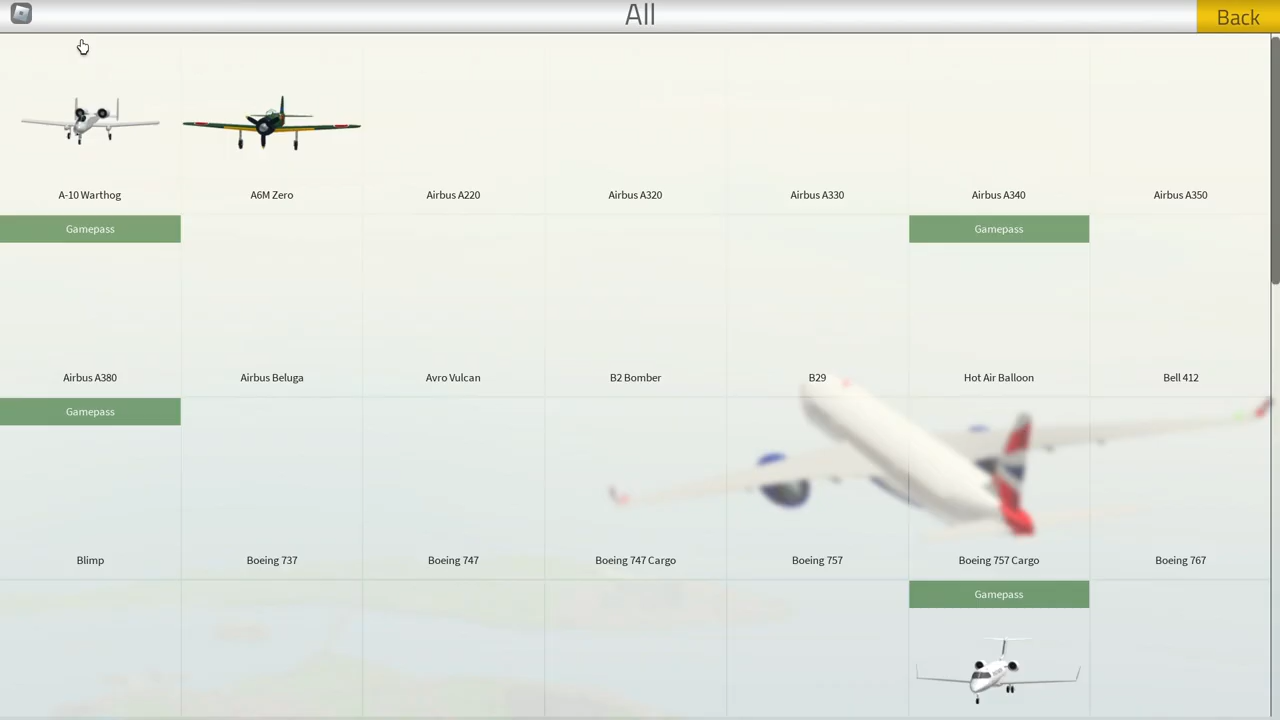 All
Back
A-10 Warthog
A6M Zero
Airbus A220
Airbus A320
Airbus A330
Airbus A340
Airbus A350
Gamepass
Gamepass
Airbus A380
Airbus Beluga
Avro Vulcan
B2 Bomber
B29
Hot Air Balloon
Bell 412
Gamepass
Blimp
Boeing 737
Boeing 747
Boeing 747 Cargo
Boeing 757
Boeing 757 Cargo
Boeing 767
Gamepass